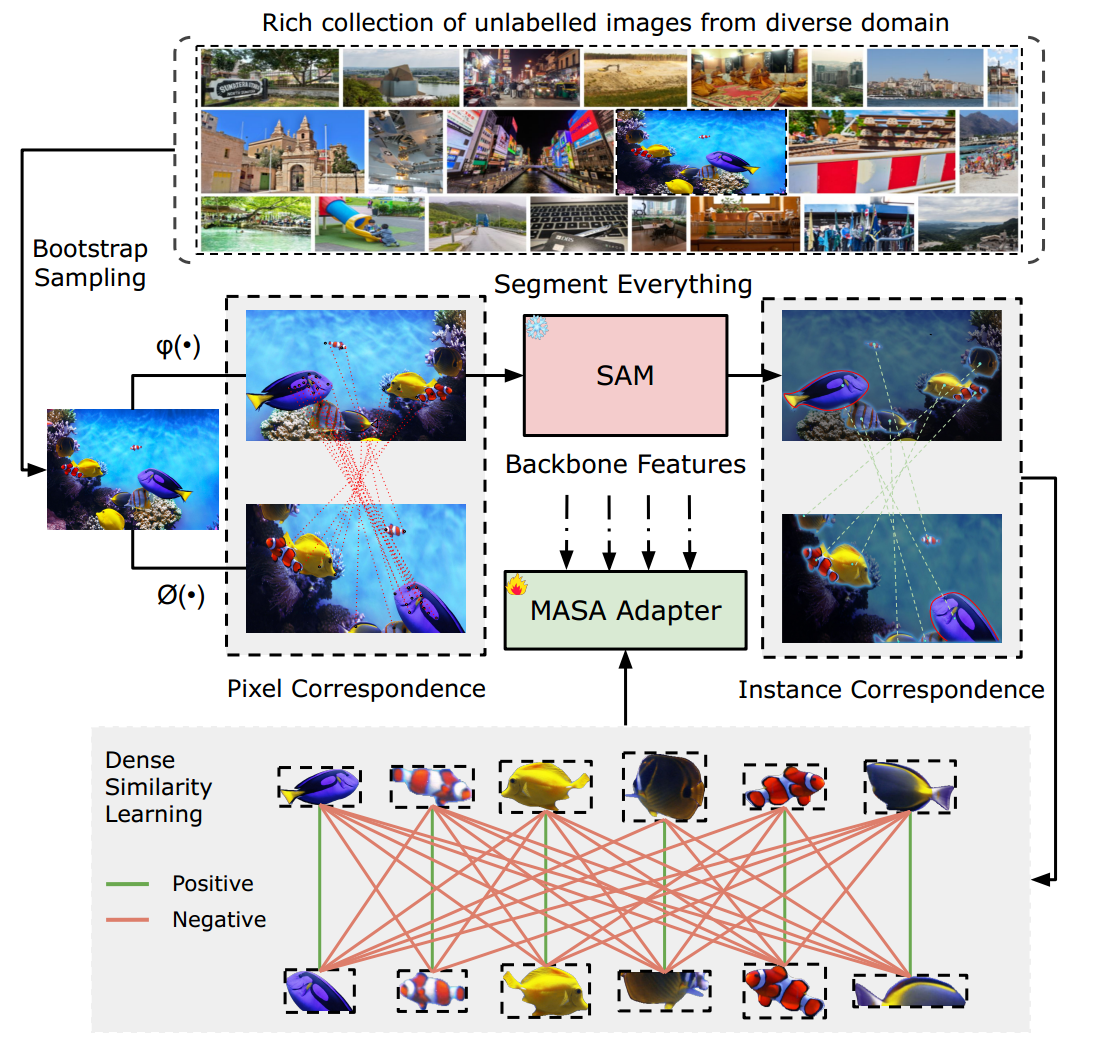 Rich collection of unlabelled images from diverse domain
Bootstrap
Sampling
Segment Everything
φ(•)
SAM
Backbone Features
Ø(•)
MASA Adapter
Pixel Correspondence
Instance Correspondence
Dense
Similarity
Learning
Positive
Negative